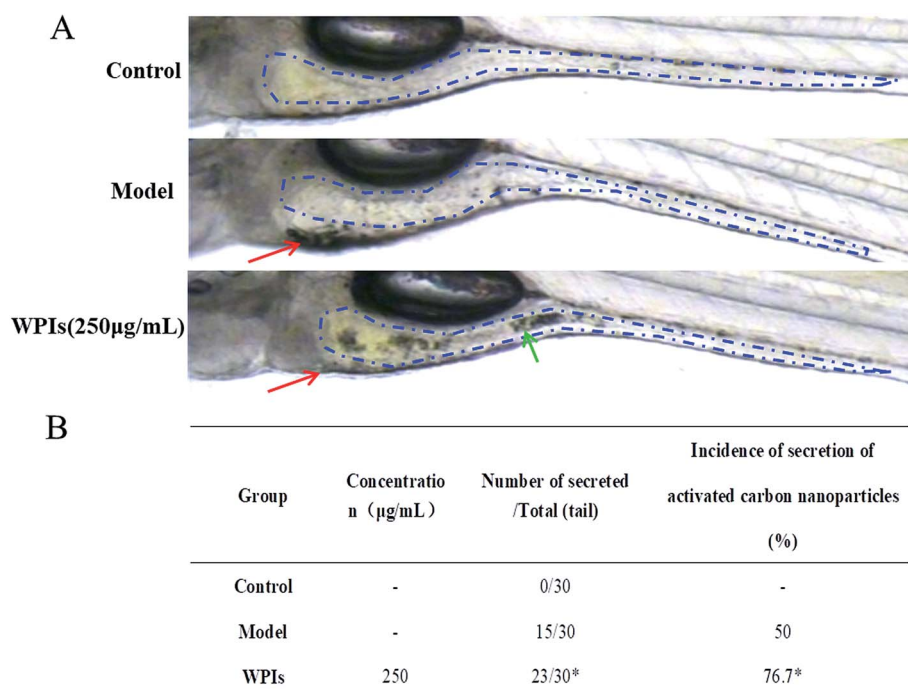 A
Control
Model
WPIs(250μg/mL)
B
Group
Concentratio
n（μg/mL）
Number of secreted
/Total (tail)
Incidence of secretion of
activated carbon nanoparticles
(%)
Control - 0/30 -
Model - 15/30 50
WPIs 250 23/30* 76.7*